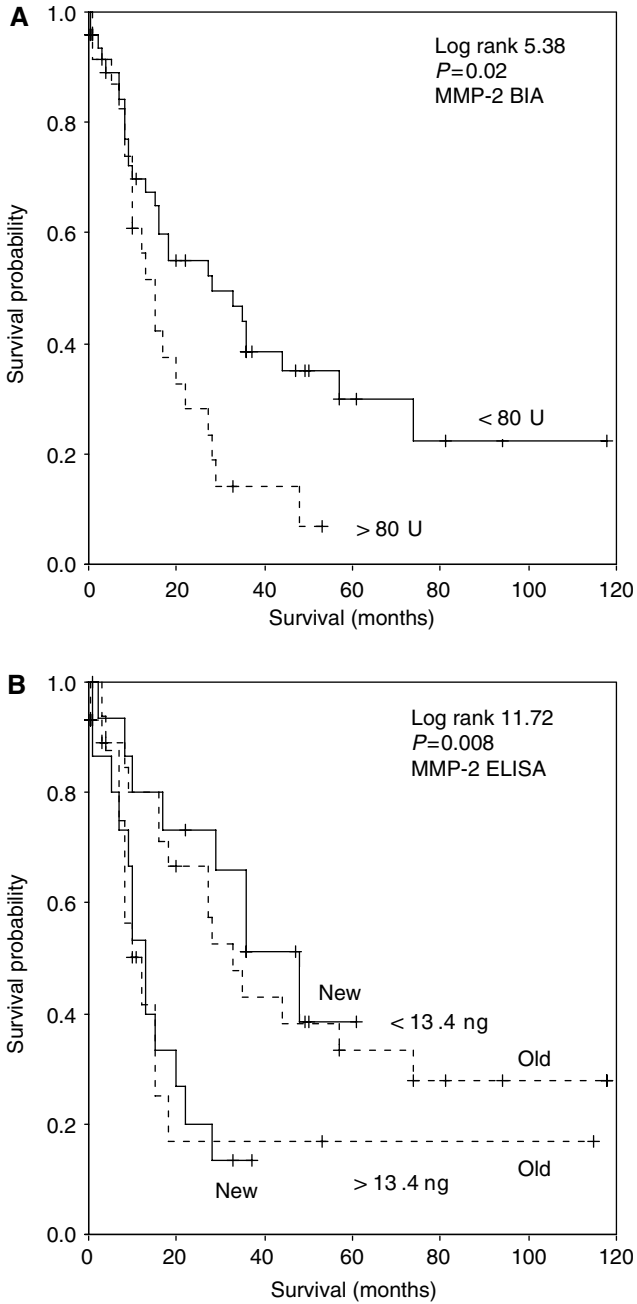 A
1.0
0.8
0.6
0.4
0.2
0.0
Survival probability
Log rank 5.38
P=0.02
MMP-2 BIA
<80 U
>80 U
0 20 40 60 80 100 120
Survival (months)
B
1.0
0.8
0.6
0.4
0.2
0.0
Survival probability
Log rank 11.72
P=0.008
MMP-2 ELISA
New
<13.4 ng
Old
New
>13.4 ng
Old
0 20 40 60 80 100 120
Survival (months)